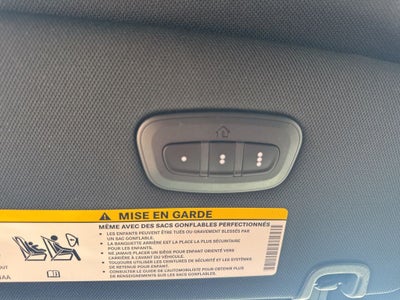 MISE EN GARDE
MÊME AVEC DES SACS GONFLABLES PERFECTIONNÉS
• LES ENFANTS PEUVENT ÊTRE TUÉS OU GRAVEMENT BLESSÉS PAR
UN SAC GONFLABLE.
• LA BANQUETTE ARRIÈRE EST LA PLACE LA PLUS SÉCURITAIRE
POUR LES ENFANTS.
• NE JAMAIS PLACER UN SIÈGE POUR ENFANT ORIENTÉ VERS
L'ARRIÈRE À L'AVANT DU VÉHICULE.
• TOUJOURS UTILISER LES CEINTURES DE SÉCURITÉ ET LES SYSTÈMES
DE RETENUE POUR ENFANTS.
• CONSULTER LE GUIDE DE L'AUTOMOBILISTE POUR OBTENIR PLUS
DE RENSEIGNEMENTS SUR LES SACS GONFLABLES.